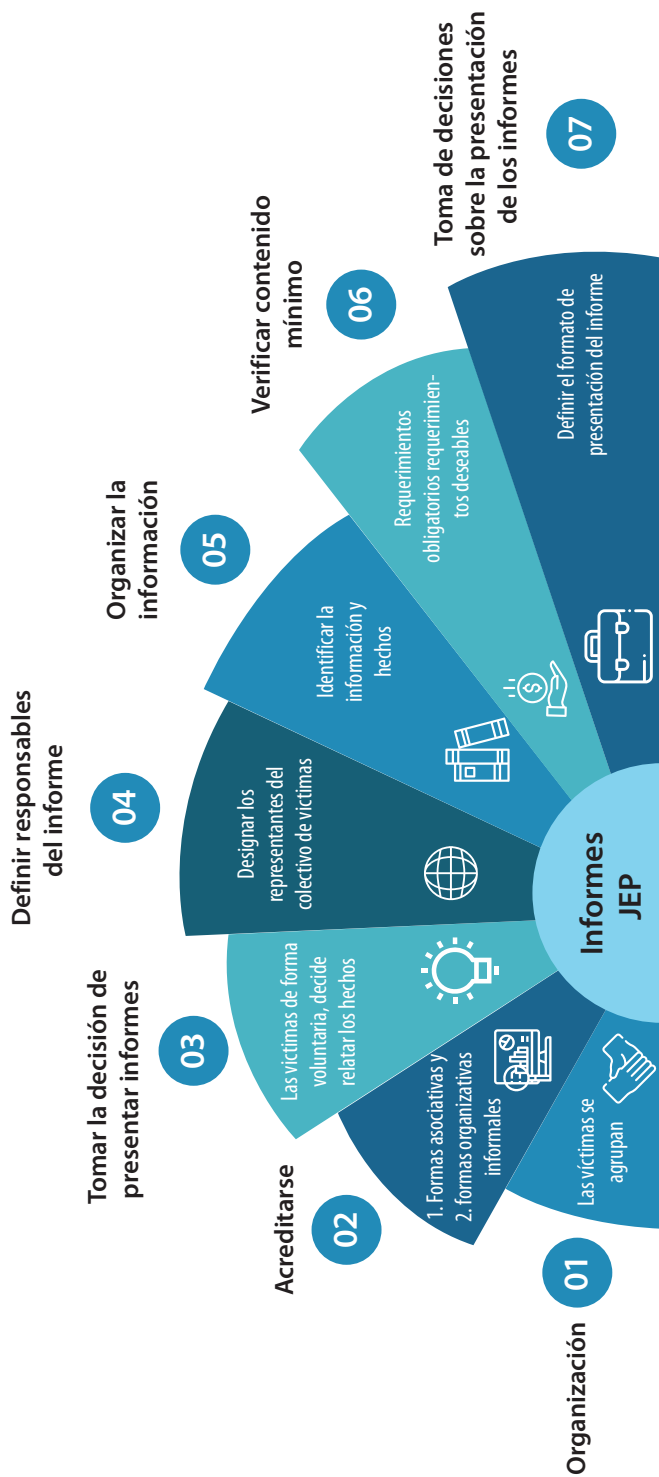 Organización
01
Las víctimas se
agrupan
Acreditarse
02
1. Formas asociativas y
2. formas organizativas
informales
Tomar la decisión de
presentar informes
03
Las victimas de forma
voluntaria, decide
relatar los hechos
Definir responsables
del informe
04
Designar los
representantes del
colectivo de victimas
Organizar la
información
05
Identificar la
información y
hechos
Verificar contenido
mínimo
06
Requerimientos
obligatorios requerimien-
tos deseables
Toma de decisiones
sobre la presentación
de los informes
07
Definir el formato de
presentación del informe
Informes
JEP